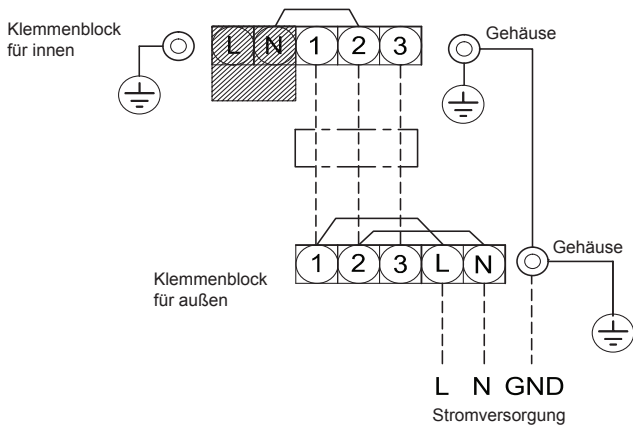 Klemmenblock
für innen
L N 1 2 3
Gehäuse
1 2 3 L N
Gehäuse
Klemmenblock
für außen
L N GND
Stromversorgung